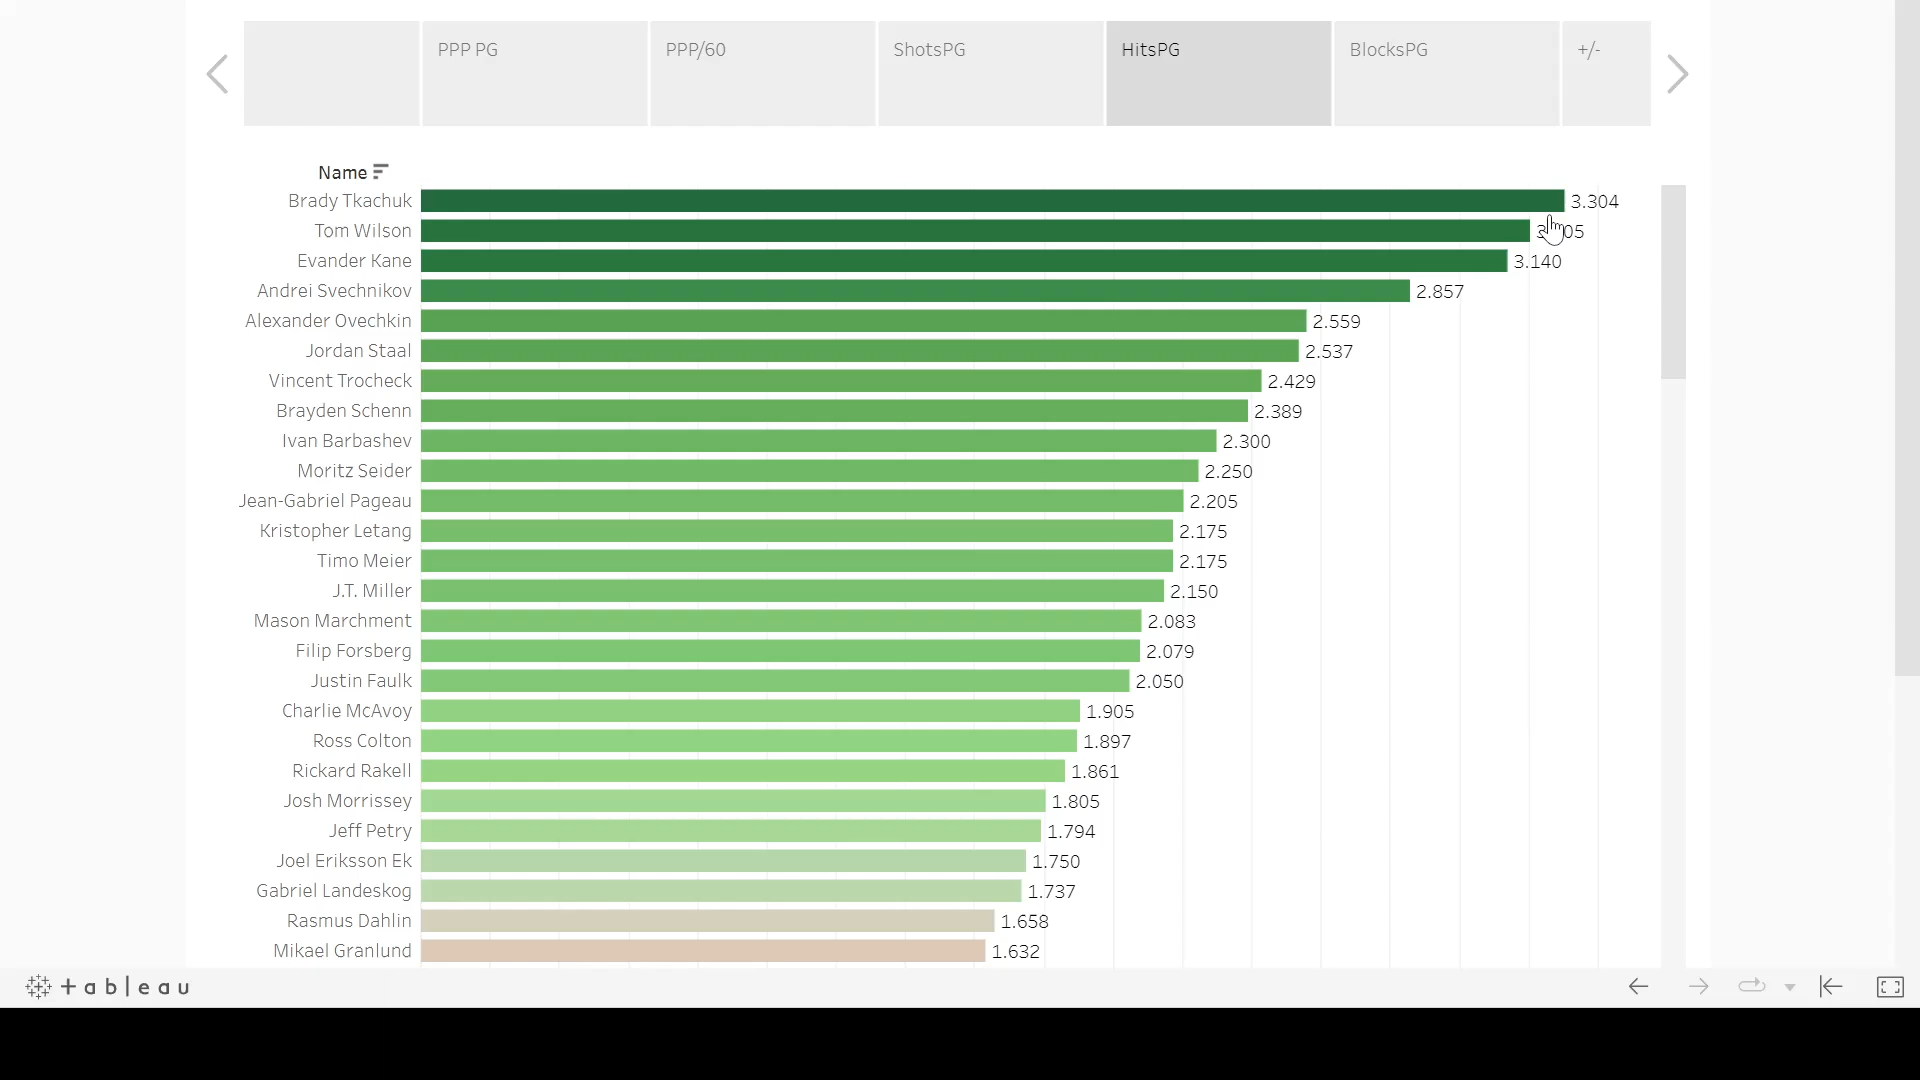 PPP PG PPP/60 ShotsPG HitsPG BlocksPG +/-
Name
Brady Tkachuk 3.304
Tom Wilson
Evander Kane 3.140
Andrei Svechnikov 2.857
Alexander Ovechkin 2.559
Jordan Staal 2.537
Vincent Trocheck 2.429
Brayden Schenn 2.389
Ivan Barbashev 2.300
Moritz Seider 2.250
Jean-Gabriel Pageau 2.205
Kristopher Letang 2.175
Timo Meier 2.175
J.T. Miller 2.150
Mason Marchment 2.083
Filip Forsberg 2.079
Justin Faulk 2.050
Charlie McAvoy 1.905
Ross Colton 1.897
Rickard Rakell 1.861
Josh Morrissey 1.805
Jeff Petry 1.794
Joel Eriksson Ek 1.750
Gabriel Landeskog 1.737
Rasmus Dahlin 1.658
Mikael Granlund 1.632
+ a b l e a u